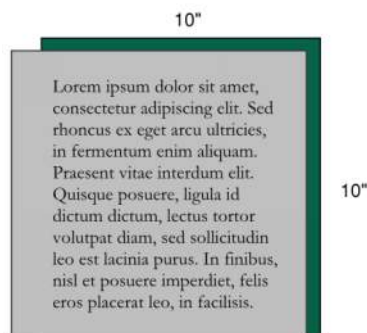 10"
Lorem ipsum dolor sit amet,
consectetur adipiscing elit. Sed
rhoncus ex eget arcu ultricies,
in fermentum enim aliquam.
Praesent vitae interdum elit.
Quisque posuere, ligula id
dictum dictum, lectus tortor
volutpat diam, sed sollicitudin
leo est lacinia purus. In finibus,
nisl et posuere imperdiet, felis
eros placerat leo, in facilisis.
10"